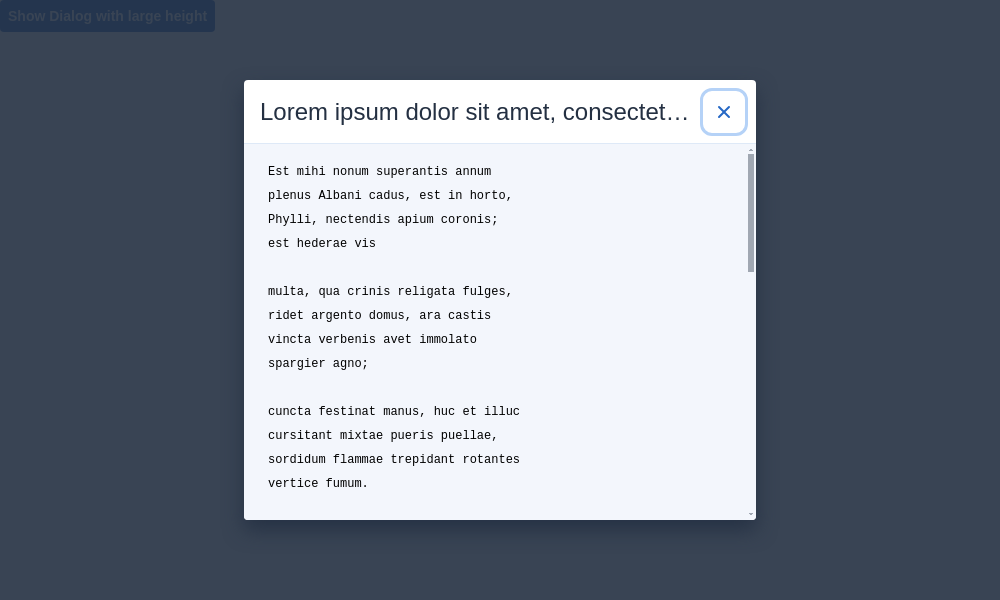 Show Dialog with large height
Lorem ipsum dolor sit amet, consectet…
Est mihi nonum superantis annum
plenus Albani cadus, est in horto,
Phylli, nectendis apium coronis;
est hederae vis
multa, qua crinis religata fulges,
ridet argento domus, ara castis
vincta verbenis avet immolato
spargier agno;
cuncta festinat manus, huc et illuc
cursitant mixtae pueris puellae,
sordidum flammae trepidant rotantes
vertice fumum.